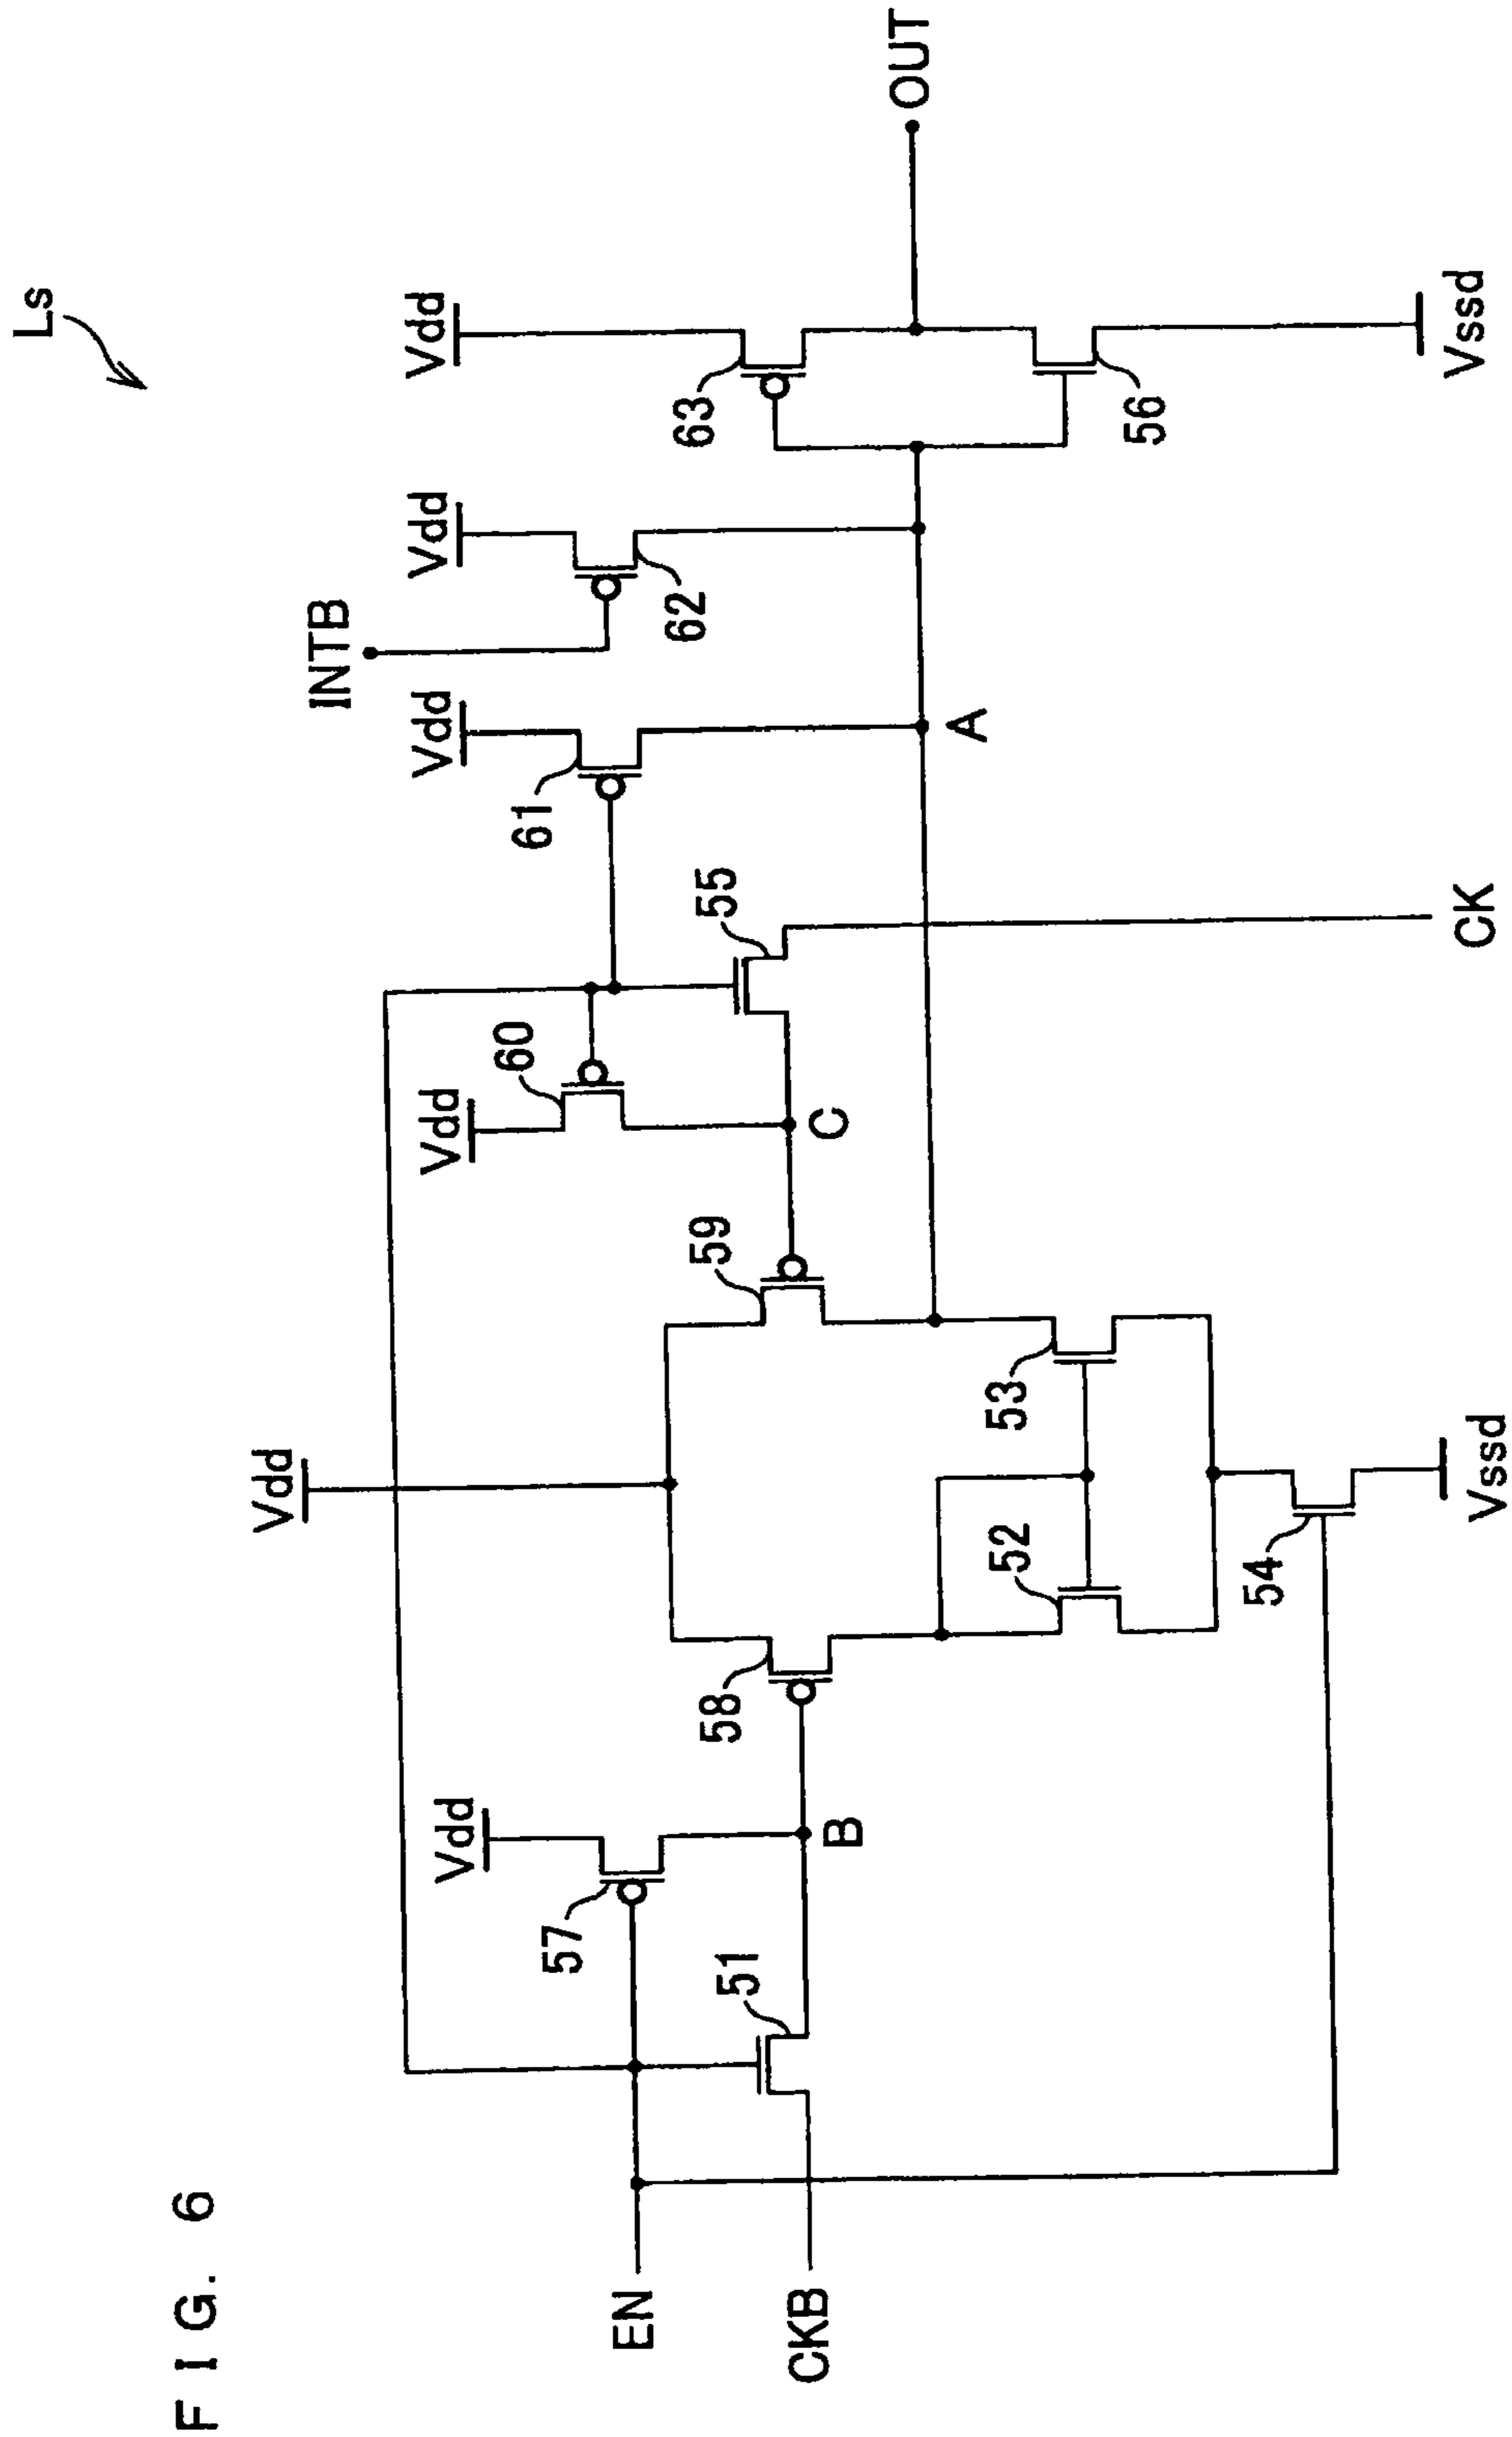 FIG. 6
Ls
Vdd
Vdd
Vdd
Vdd
Vdd
Vdd
INTB
57
60
61
62
63
EN
51
58
59
55
CKB
B
C
A
OUT
52
53
56
54
Vssd
CK
Vssd